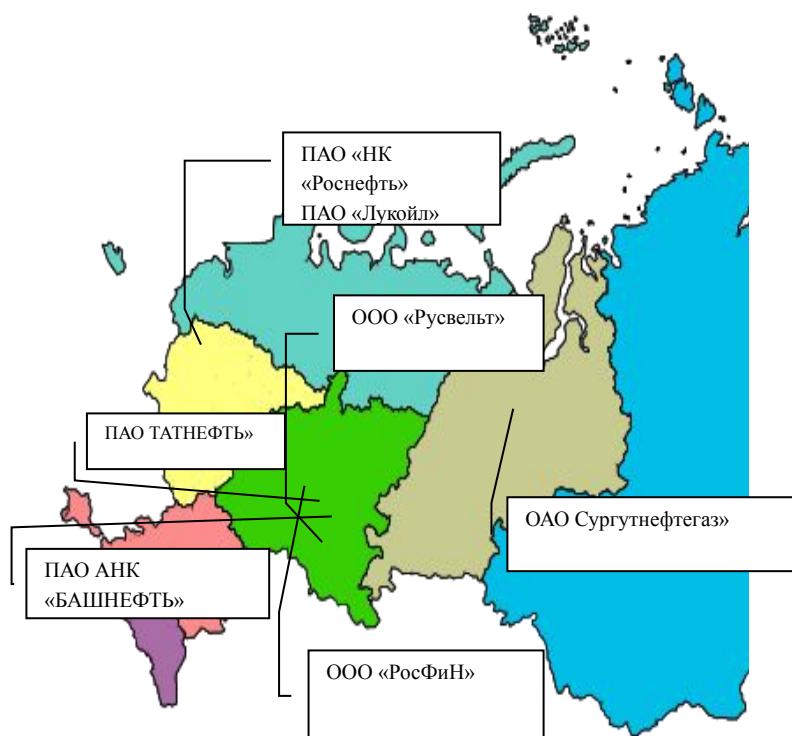 ПАО «НК
«Роснефть»
ПАО «Лукойл»
ООО «Русвельт»
ПАО ТАТНЕФТЬ»
ОАО Сургутнефтегаз»
ПАО АНК
«БАШНЕФТЬ»
ООО «РосФиН»